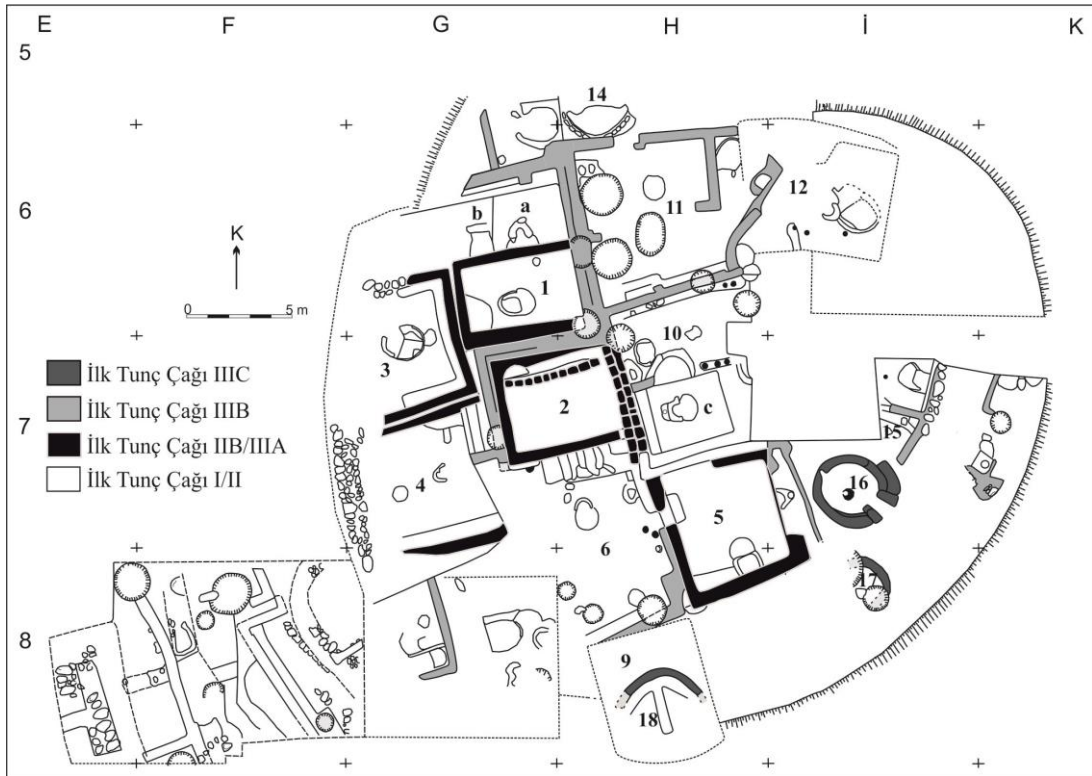 E F G H İ K
5
14
6
b a
11
12
K
1
0 5 m
10
3
İlk Tunç Çağı IIIC
İlk Tunç Çağı IIIB
2
c
7
İlk Tunç Çağı IIB/IIIA
15
İlk Tunç Çağı I/II
4
16
5
6
17
8
9
18